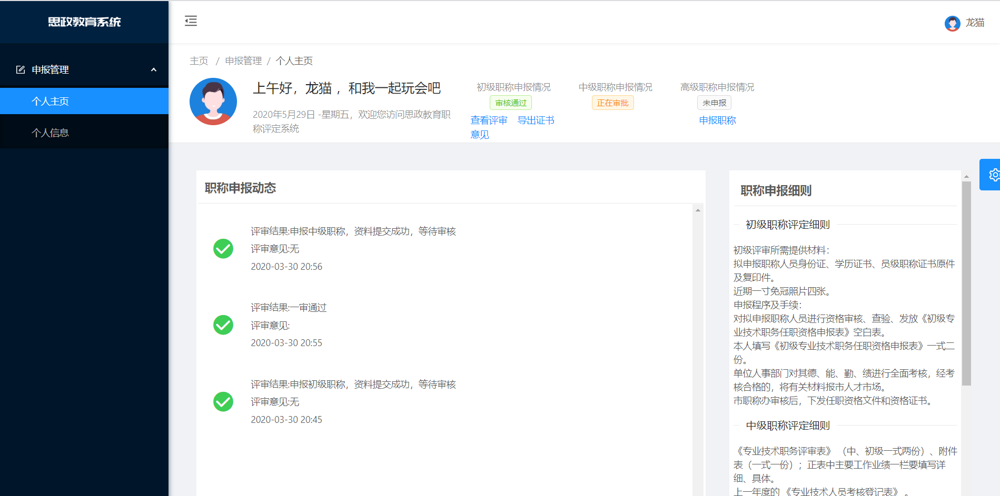 思政教育系统
龙猫
申报管理
个人主页
个人信息
主页 / 申报管理 / 个人主页
上午好，龙猫 ，和我一起玩会吧
2020年5月29日 -星期五，欢迎您访问思政教育职
称评定系统
初级职称申报情况
审核通过
查看评审 导出证书
意见
中级职称申报情况
正在审批
高级职称申报情况
未申报
申报职称
职称申报动态
评审结果:申报中级职称，资料提交成功，等待审核
评审意见:无
2020-03-30 20:56
评审结果:一审通过
评审意见:
2020-03-30 20:55
评审结果:申报初级职称，资料提交成功，等待审核
评审意见:无
2020-03-30 20:45
职称申报细则
初级职称评定细则
初级评审所需提供材料：
拟申报职称人员身份证、学历证书、员级职称证书原件
及复印件。
近期一寸免冠照片四张。
申报程序及手续：
对拟申报职称人员进行资格审核、查验、发放《初级专
业技术职务任职资格申报表》空白表。
本人填写《初级专业技术职务任职资格申报表》一式二
份。
单位人事部门对其德、能、勤、绩进行全面考核，经考
核合格的，将有关材料报市人才市场。
市职称办审核后，下发任职资格文件和资格证书。
中级职称评定细则
《专业技术职务评审表》 （中、初级一式两份）、附件
表（一式一份）；正表中主要工作业绩一栏要填写详
细、具体。
上一年度的 《专业技术人员考核登记表》 。